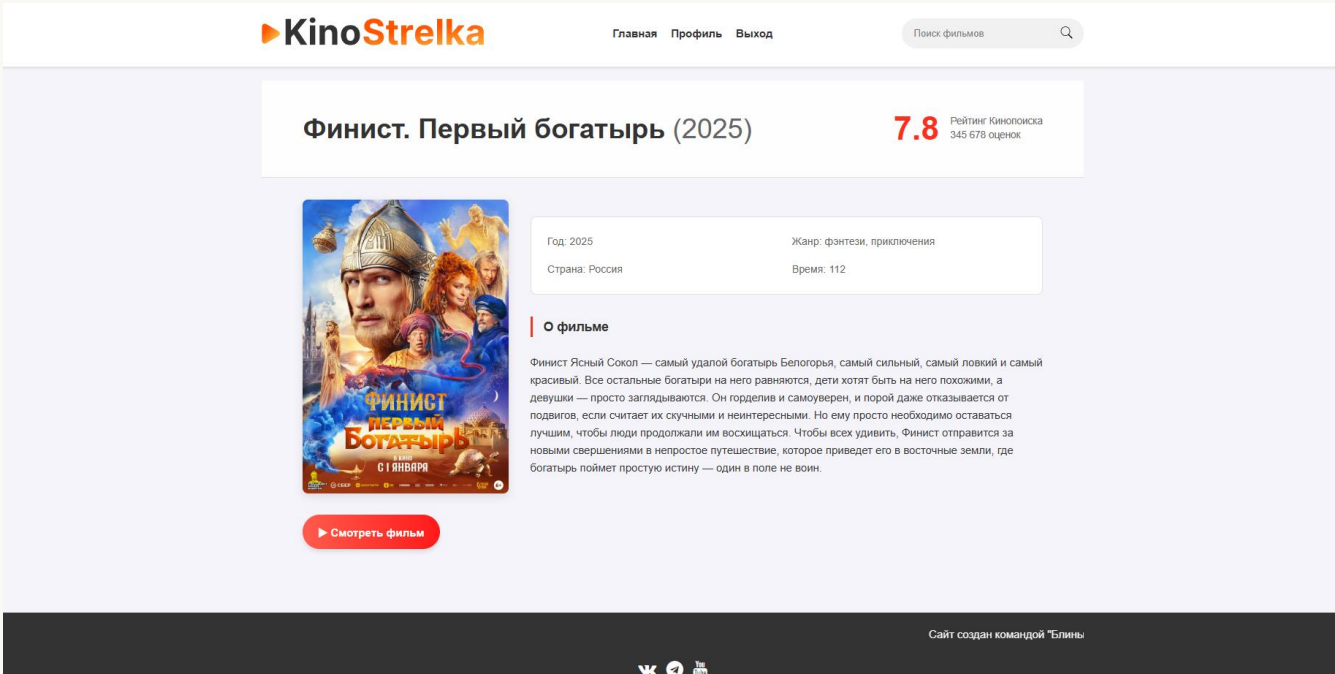 KinoStrelka
Главная Профиль Выход
Поиск фильмов
Финист. Первый богатырь (2025)
7.8
Рейтинг Кинопоиска
345 678 оценок
Год: 2025
Жанр: фэнтези, приключения
Страна: Россия
Время: 112
ФИНИСТ
ПЕРВЫЙ
БОГАТЫРЬ
В КИНО
С 1 ЯНВАРЯ
СБЕР
6+
О фильме
Финист Ясный Сокол — самый удалой богатырь Белогорья, самый сильный, самый ловкий и самый
красивый. Все остальные богатыри на него равняются, дети хотят быть на него похожими, а
девушки — просто заглядываются. Он горделив и самоуверен, и порой даже отказывается от
подвигов, если считает их скучными и неинтересными. Но ему просто необходимо оставаться
лучшим, чтобы люди продолжали им восхищаться. Чтобы всех удивить, Финист отправится за
новыми свершениями в непростое путешествие, которое приведет его в восточные земли, где
богатырь поймет простую истину — один в поле не воин.
Смотреть фильм
Сайт создан командой "Блины
You